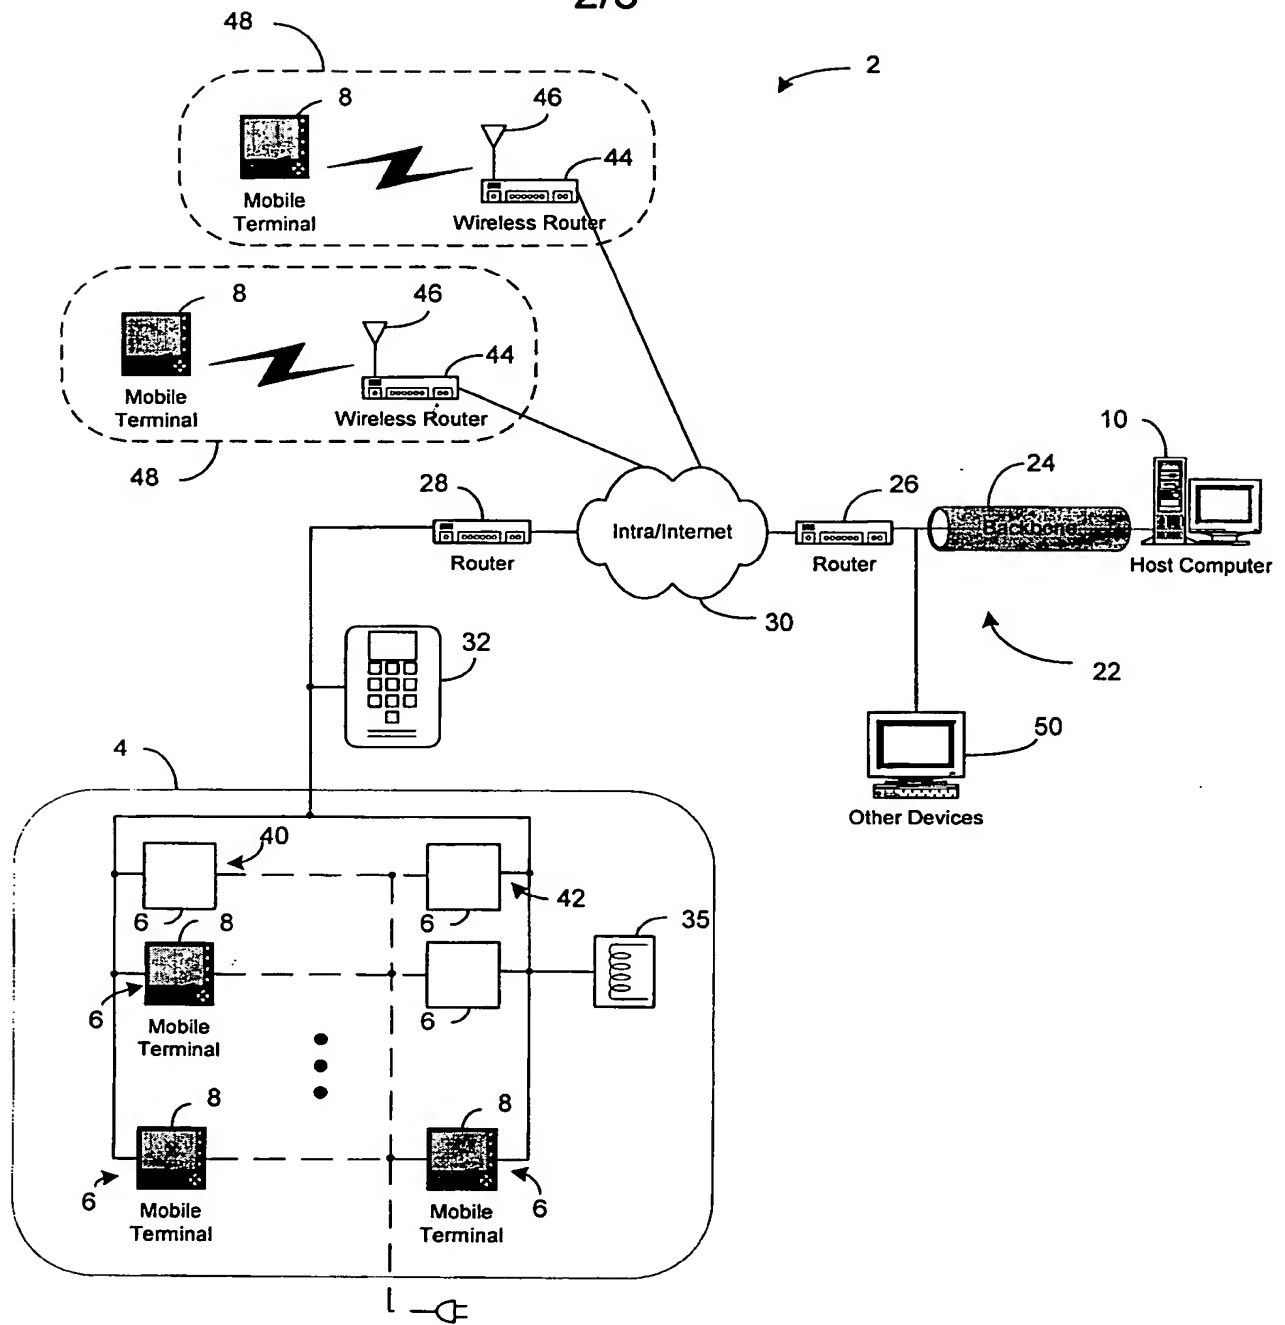 2/3
48
2
8
46
44
Mobile
Terminal
Wireless Router
8
46
44
Mobile
Terminal
Wireless Router
48
10
28
26
24
Intra/Internet
Backbone
Router
Router
Host Computer
30
32
22
4
50
Other Devices
40
42
6
8
6
35
6
6
Mobile
Terminal
8
8
6
6
Mobile
Terminal
Mobile
Terminal